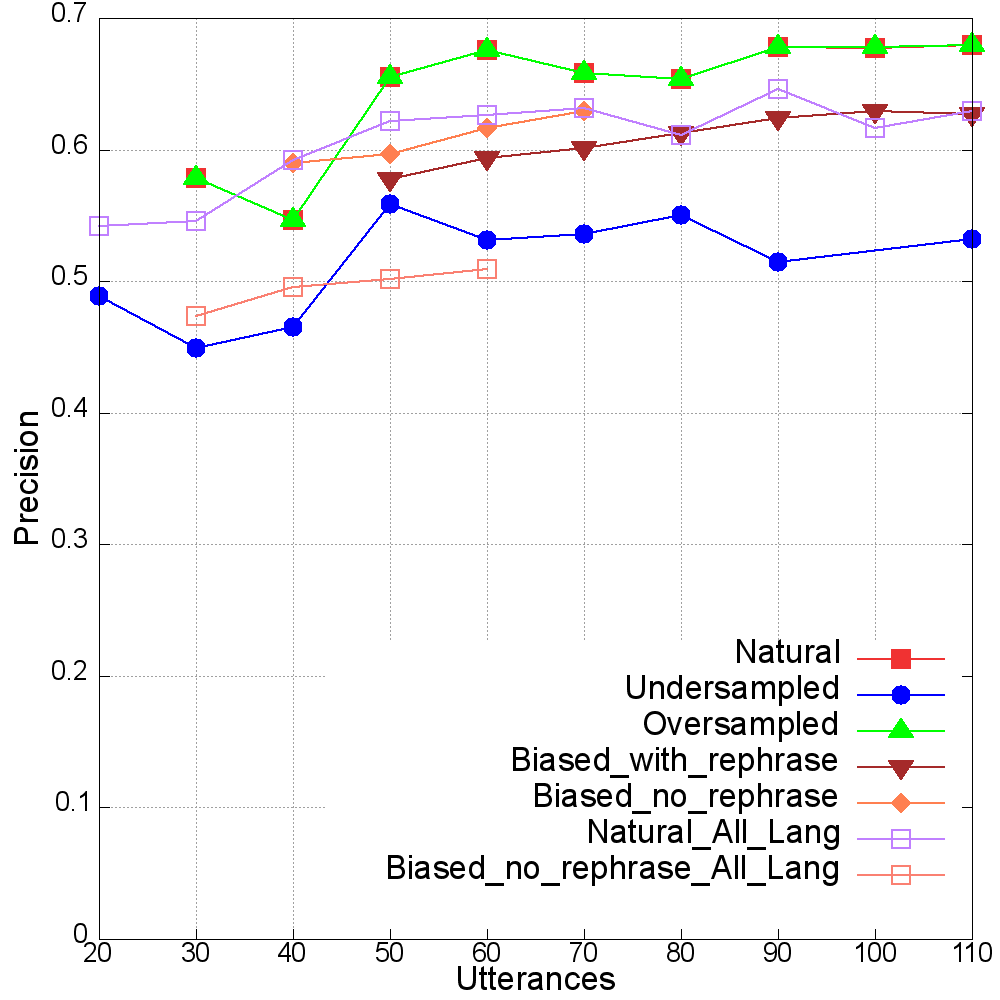 0.7
0.6
0.5
0.4
0.3
0.2
0.1
0
Precision
Natural
Undersampled
Oversampled
Biased_with_rephrase
Biased_no_rephrase
Natural_All_Lang
Biased_no_rephrase_All_Lang
20 30 40 50 60 70 80 90 100 110
Utterances